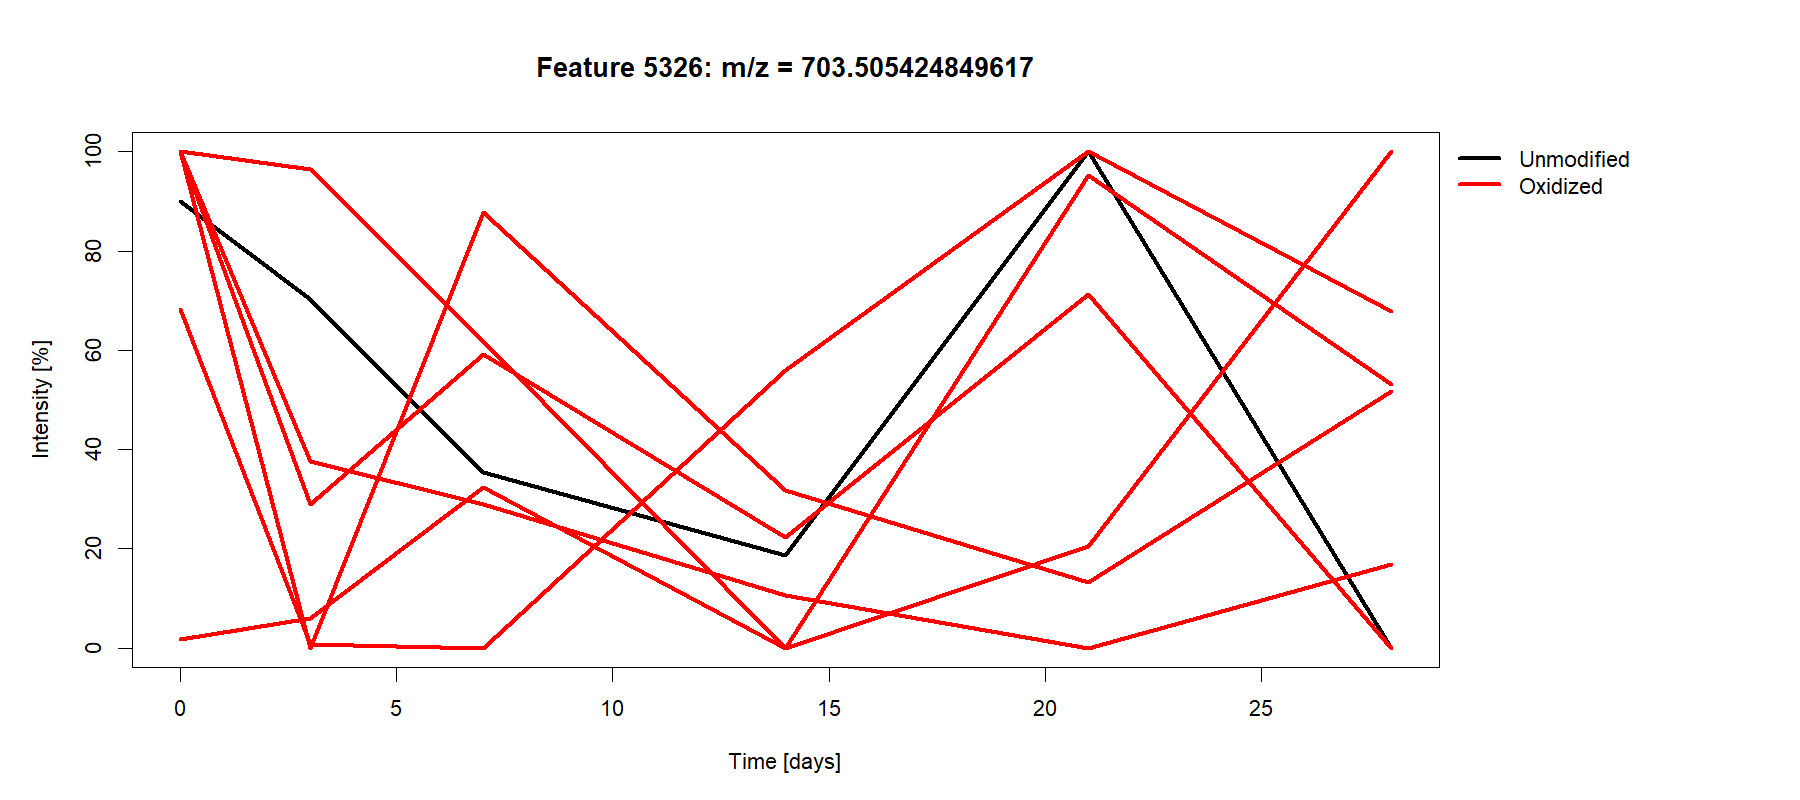 Feature 5326: m/z = 703.505424849617
Unmodified
Oxidized
Intensity [%]
100
80
60
40
20
0
0 5 10 15 20 25
Time [days]